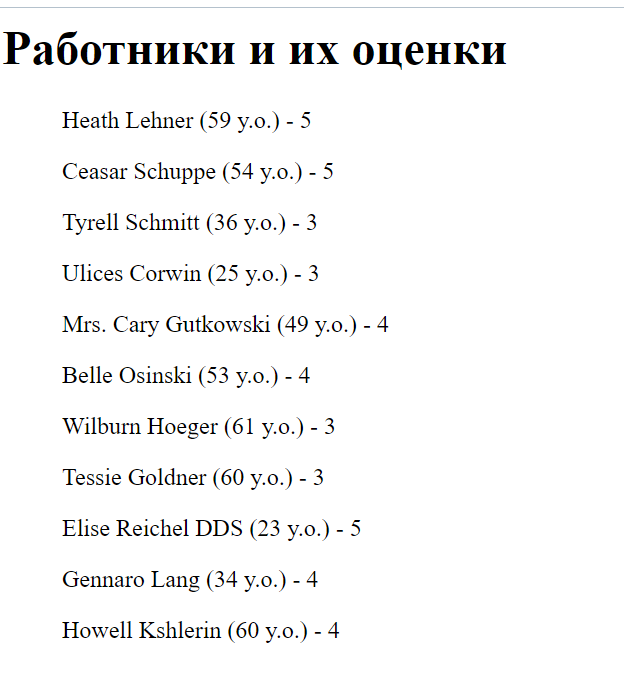 Работники и их оценки
Heath Lehner (59 y.o.) - 5
Ceasar Schuppe (54 y.o.) - 5
Tyrell Schmitt (36 y.o.) - 3
Ulices Corwin (25 y.o.) - 3
Mrs. Cary Gutkowski (49 y.o.) - 4
Belle Osinski (53 y.o.) - 4
Wilburn Hoeger (61 y.o.) - 3
Tessie Goldner (60 y.o.) - 3
Elise Reichel DDS (23 y.o.) - 5
Gennaro Lang (34 y.o.) - 4
Howell Kshlerin (60 y.o.) - 4